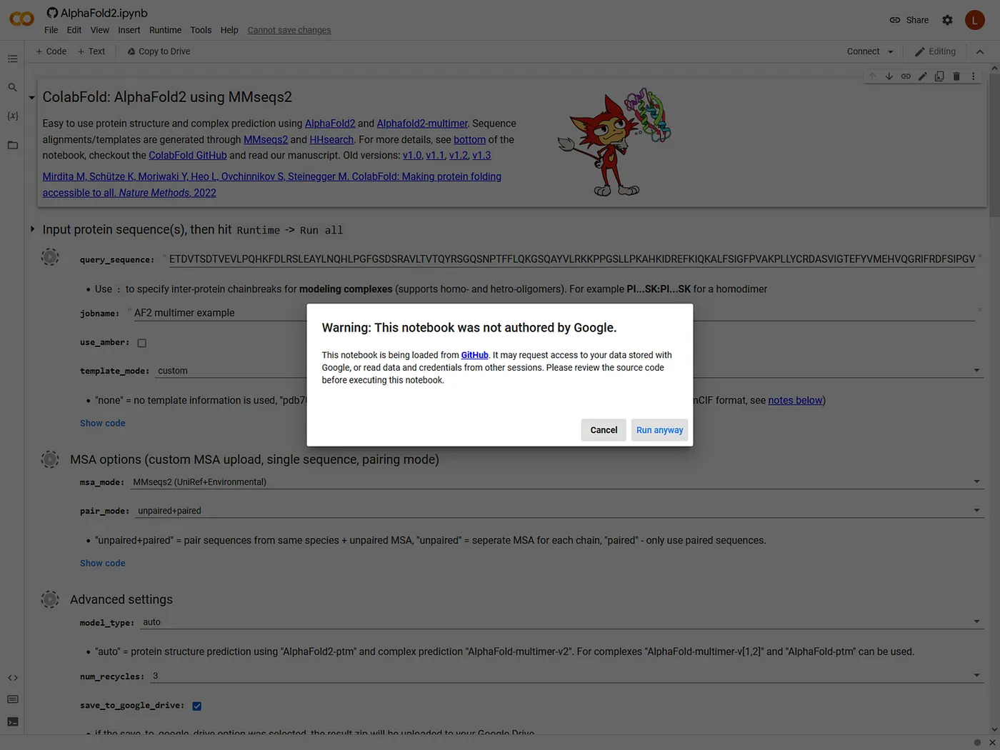 AlphaFold2.ipynb
File Edit View Insert Runtime Tools Help Cannot save changes
Share
L
+ Code + Text Copy to Drive
Connect Editing
ColabFold: AlphaFold2 using MMseqs2
Easy to use protein structure and complex prediction using AlphaFold2 and Alphafold2-multimer. Sequence
alignments/templates are generated through MMseqs2 and HHsearch. For more details, see bottom of the
notebook, checkout the ColabFold GitHub and read our manuscript. Old versions: v1.0, v1.1, v1.2, v1.3
Mirdita M, Schütze K, Moriwaki Y, Heo L, Ovchinnikov S, Steinegger M. ColabFold: Making protein folding
accessible to all. Nature Methods, 2022
Input protein sequence(s), then hit Runtime -> Run all
query_sequence: "ETDVTSDTVEVLPQHKFDLRSLEAYLNQHLPGFGSDSRAVLTVTQYRSGQSNPTFFLQKGSQAYVLRKKPPGSLLPKAHKIDREFKIQKALFSIGFPVAKPLLYCRDASVIGTEFYVMEHVQGRIFRDFSIPGV"
• Use : to specify inter-protein chainbreaks for modeling complexes (supports homo- and hetro-oligomers). For example PI...SK:PI...SK for a homodimer
jobname: "AF2 multimer example"
use_amber:
template_mode: custom
• "none" = no template information is used, "pdb70 nCIF format, see notes below)
Show code
Warning: This notebook was not authored by Google.
This notebook is being loaded from GitHub. It may request access to your data stored with
Google, or read data and credentials from other sessions. Please review the source code
before executing this notebook.
Cancel Run anyway
MSA options (custom MSA upload, single sequence, pairing mode)
msa_mode: MMseqs2 (UniRef+Environmental)
pair_mode: unpaired+paired
• "unpaired+paired" = pair sequences from same species + unpaired MSA, "unpaired" = seperate MSA for each chain, "paired" - only use paired sequences.
Show code
Advanced settings
model_type: auto
• "auto" = protein structure prediction using "AlphaFold2-ptm" and complex prediction "AlphaFold-multimer-v2". For complexes "AlphaFold-multimer-v[1,2]" and "AlphaFold-ptm" can be used.
num_recycles: 3
save_to_google_drive:
• if the save_to_google_drive option was selected, the result zip will be uploaded to your Google Drive